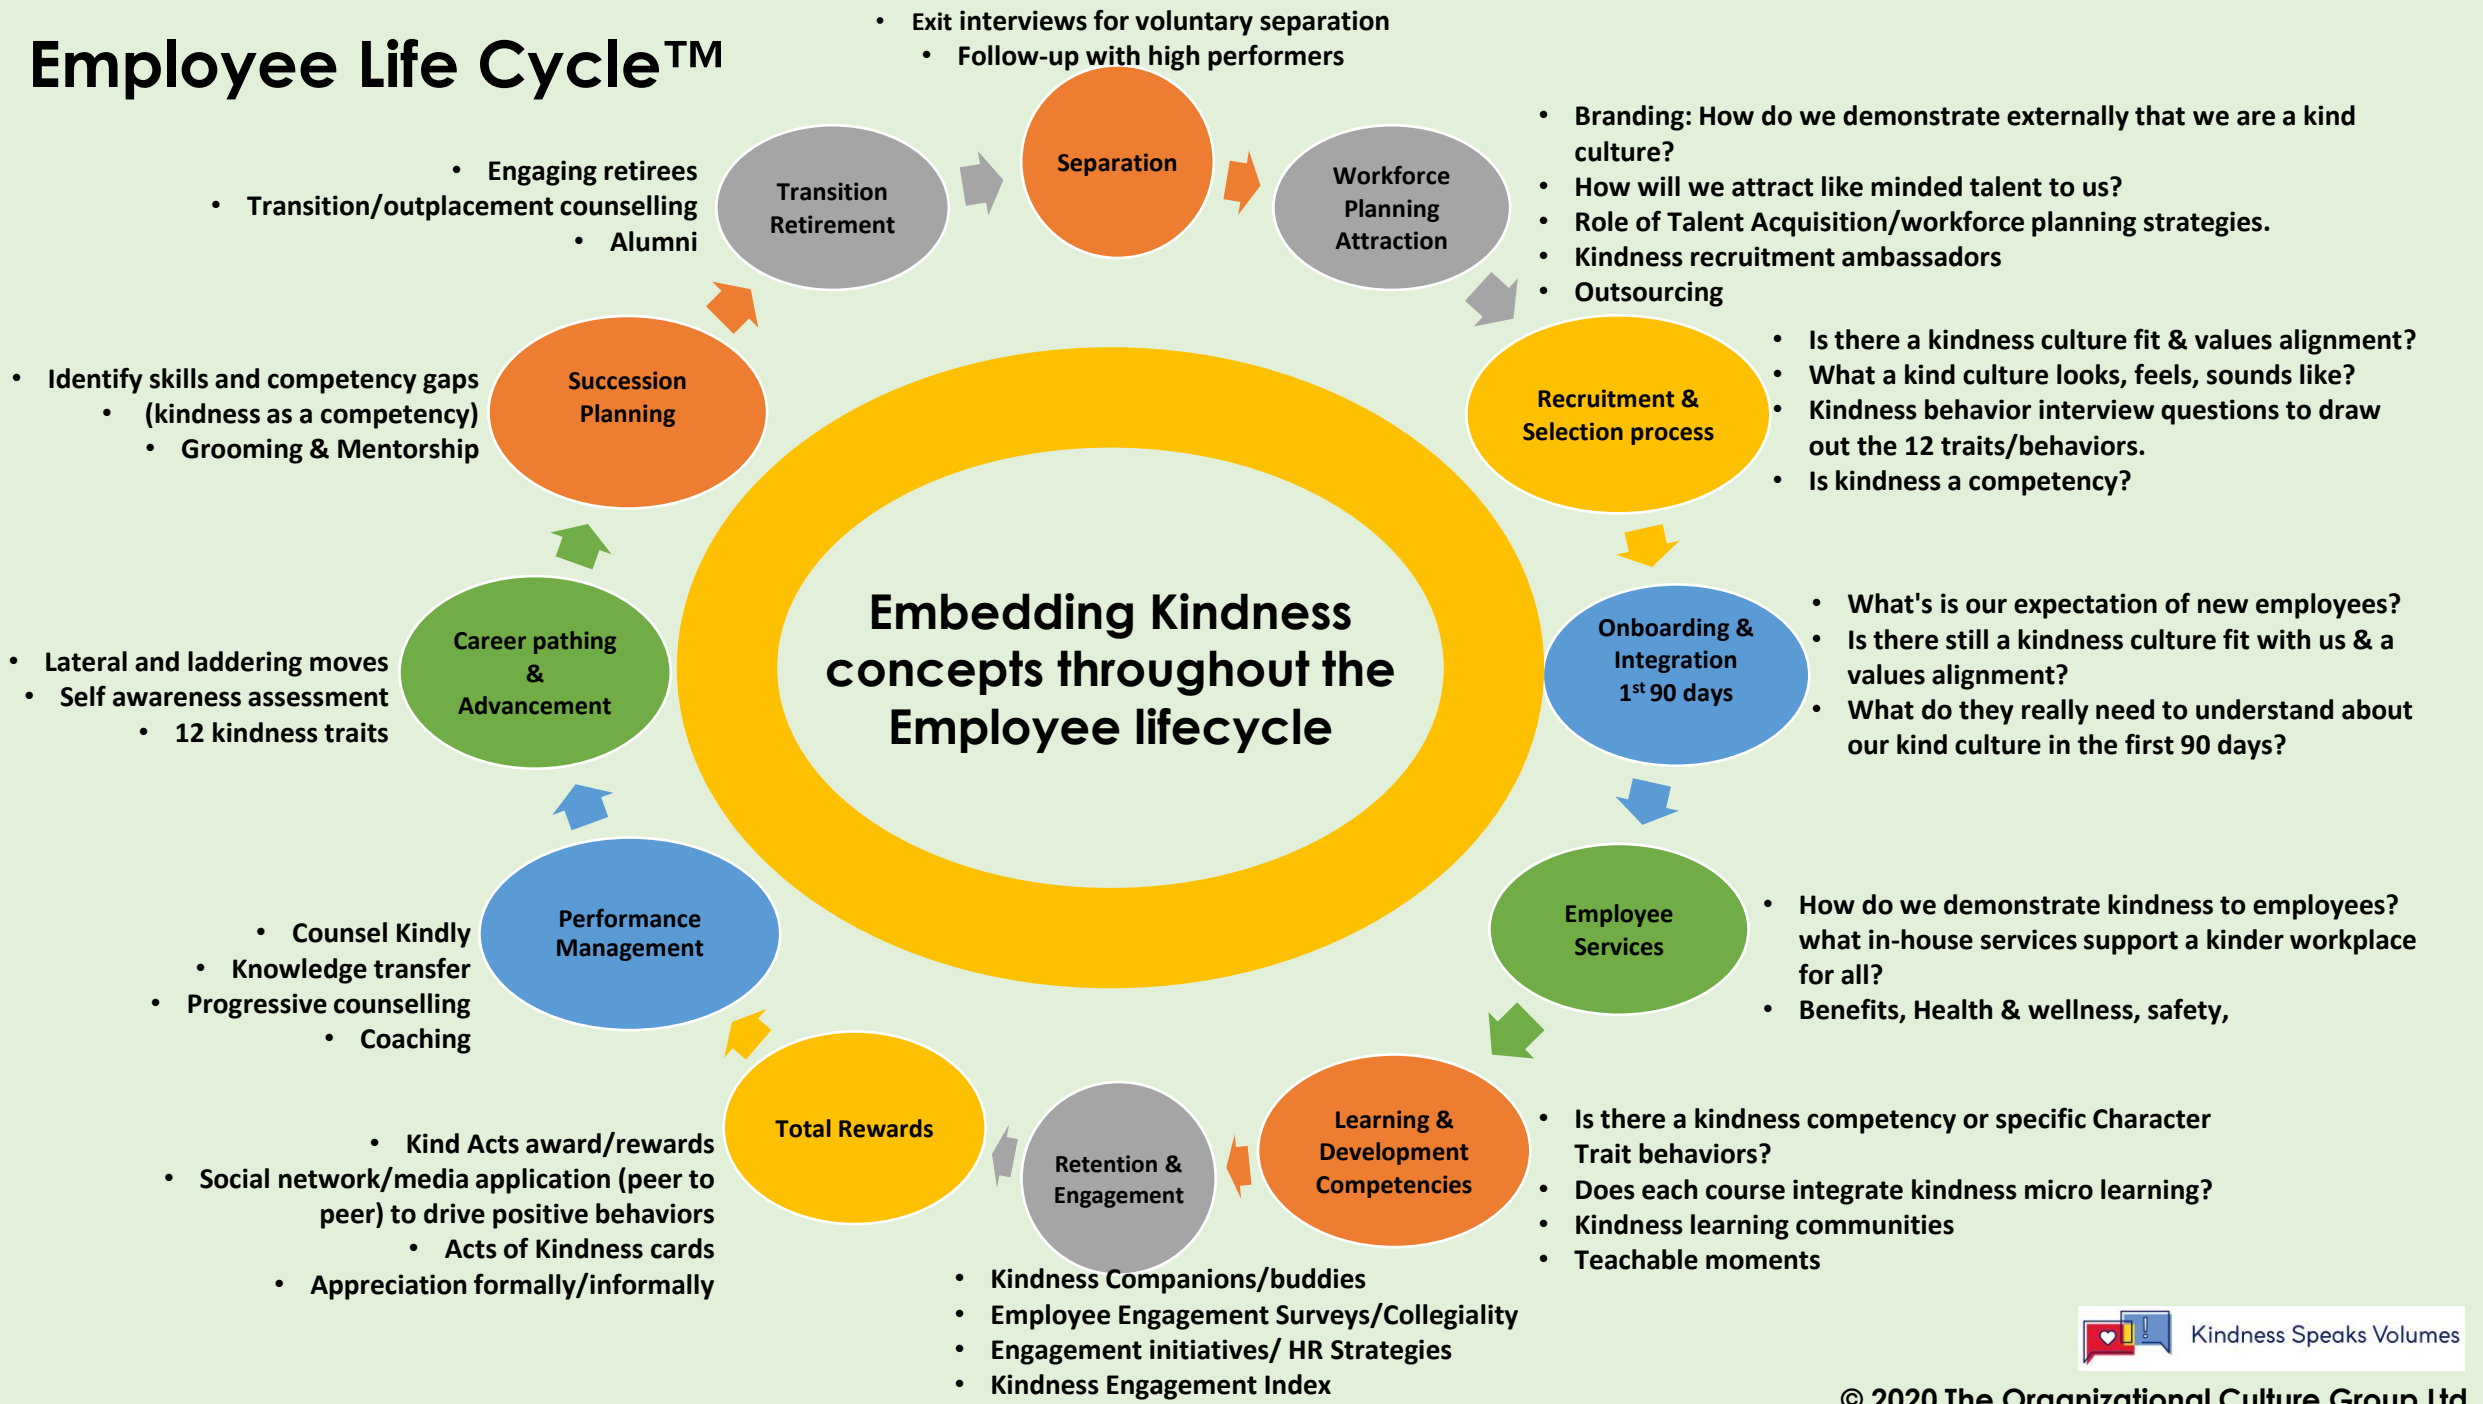 Employee Life Cycle™
• Exit interviews for voluntary separation
• Follow-up with high performers
Separation
Workforce
Planning
Attraction
• Branding: How do we demonstrate externally that we are a kind
culture?
• How will we attract like minded talent to us?
• Role of Talent Acquisition/workforce planning strategies.
• Kindness recruitment ambassadors
• Outsourcing
Recruitment &
Selection process
• Is there a kindness culture fit & values alignment?
• What a kind culture looks, feels, sounds like?
• Kindness behavior interview questions to draw
out the 12 traits/behaviors.
• Is kindness a competency?
Onboarding &
Integration
1st 90 days
• What's is our expectation of new employees?
• Is there still a kindness culture fit with us & a
values alignment?
• What do they really need to understand about
our kind culture in the first 90 days?
Employee
Services
• How do we demonstrate kindness to employees?
what in-house services support a kinder workplace
for all?
• Benefits, Health & wellness, safety,
Learning &
Development
Competencies
• Is there a kindness competency or specific Character
Trait behaviors?
• Does each course integrate kindness micro learning?
• Kindness learning communities
• Teachable moments
Retention &
Engagement
• Kindness Companions/buddies
• Employee Engagement Surveys/Collegiality
• Engagement initiatives/ HR Strategies
• Kindness Engagement Index
Total Rewards
• Kind Acts award/rewards
• Social network/media application (peer to
peer) to drive positive behaviors
• Acts of Kindness cards
• Appreciation formally/informally
Performance
Management
• Counsel Kindly
• Knowledge transfer
• Progressive counselling
• Coaching
Career pathing
&
Advancement
• Lateral and laddering moves
• Self awareness assessment
• 12 kindness traits
Succession
Planning
• Identify skills and competency gaps
• (kindness as a competency)
• Grooming & Mentorship
Transition
Retirement
• Engaging retirees
• Transition/outplacement counselling
• Alumni
Embedding Kindness
concepts throughout the
Employee lifecycle
Kindness Speaks Volumes
© 2020 The Organizational Culture Group Ltd